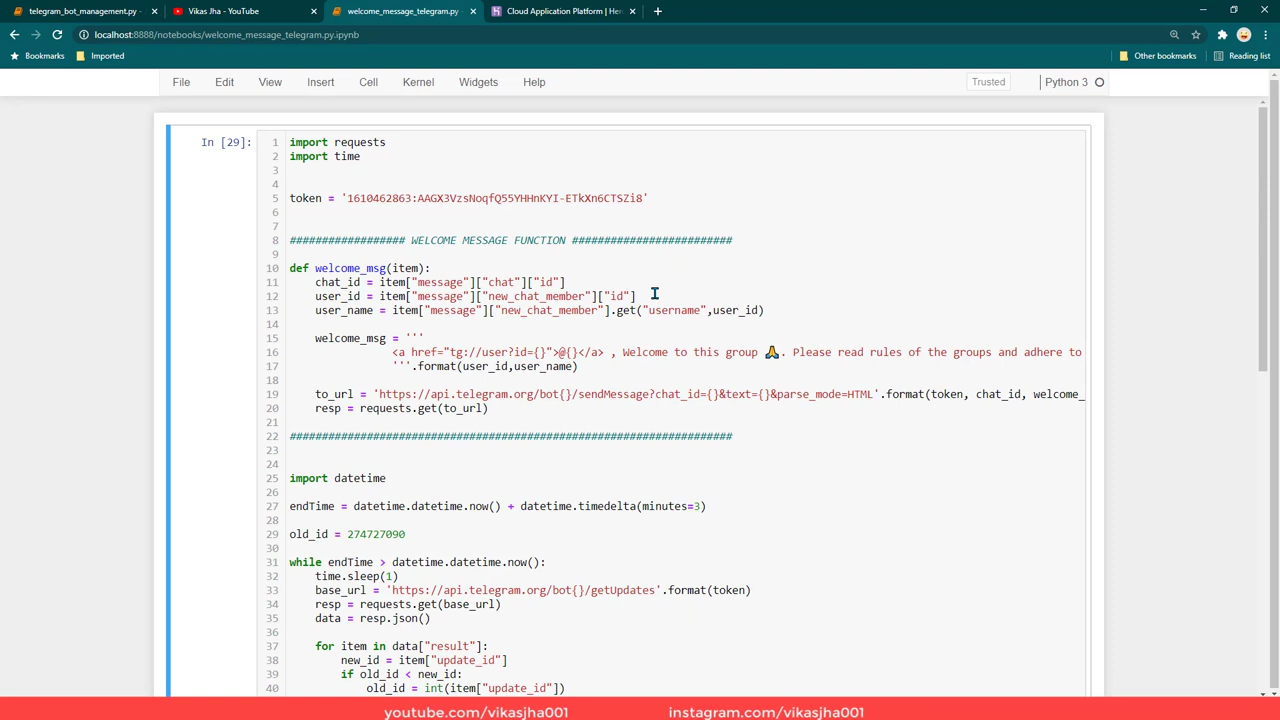 telegram_bot_management.py -
Vikas Jha - YouTube
welcome_message_telegram.py -
Cloud Application Platform | Her
localhost:8888/notebooks/welcome_message_telegram.py.ipynb
Bookmarks
Imported
Other bookmarks
Reading list
File
Edit
View
Insert
Cell
Kernel
Widgets
Help
Trusted
Python 3
In [29]:
1 import requests
2 import time
3
4
5 token = '1610462863:AAGX3VzsNoqfQ55YHHnKYI-ETkXn6CTSZi8'
6
7
8 ################## WELCOME MESSAGE FUNCTION #########################
9
10 def welcome_msg(item):
11 chat_id = item["message"]["chat"]["id"]
12 user_id = item["message"]["new_chat_member"]["id"]
13 user_name = item["message"]["new_chat_member"].get("username",user_id)
14
15 welcome_msg = '''
16 <a href="tg://user?id={}">@{}</a> , Welcome to this group 🙏. Please read rules of the groups and adhere to
17 '''.format(user_id,user_name)
18
19 to_url = 'https://api.telegram.org/bot{}/sendMessage?chat_id={}&text={}&parse_mode=HTML'.format(token, chat_id, welcome_
20 resp = requests.get(to_url)
21
22 #####################################################################
23
24
25 import datetime
26
27 endTime = datetime.datetime.now() + datetime.timedelta(minutes=3)
28
29 old_id = 274727090
30
31 while endTime > datetime.datetime.now():
32 time.sleep(1)
33 base_url = 'https://api.telegram.org/bot{}/getUpdates'.format(token)
34 resp = requests.get(base_url)
35 data = resp.json()
36
37 for item in data["result"]:
38 new_id = item["update_id"]
39 if old_id < new_id:
40 old_id = int(item["update_id"])
youtube.com/vikasjha001
instagram.com/vikasjha001